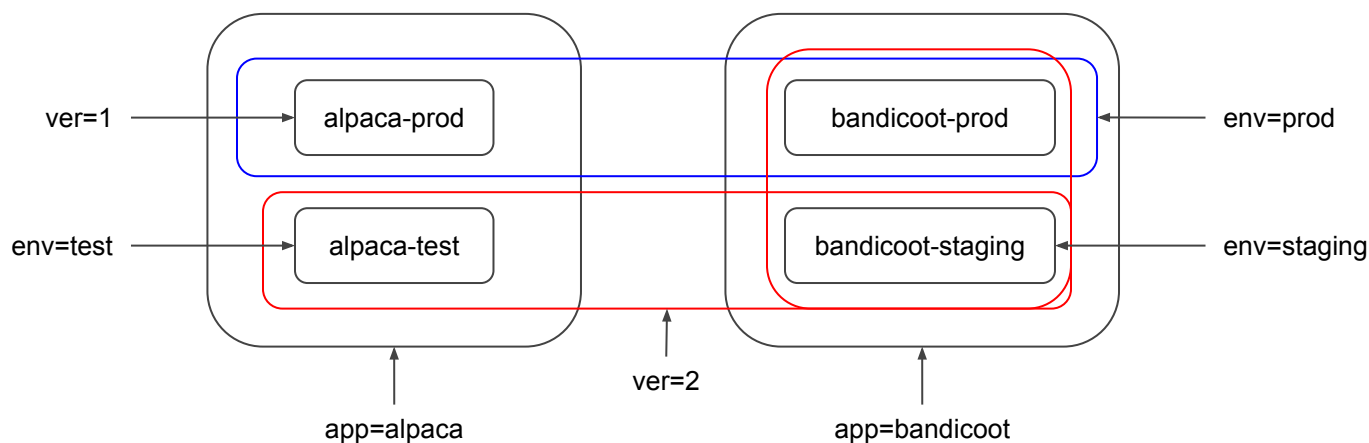 ver=1
alpaca-prod
bandicoot-prod
env=prod
env=test
alpaca-test
bandicoot-staging
env=staging
ver=2
app=alpaca
app=bandicoot